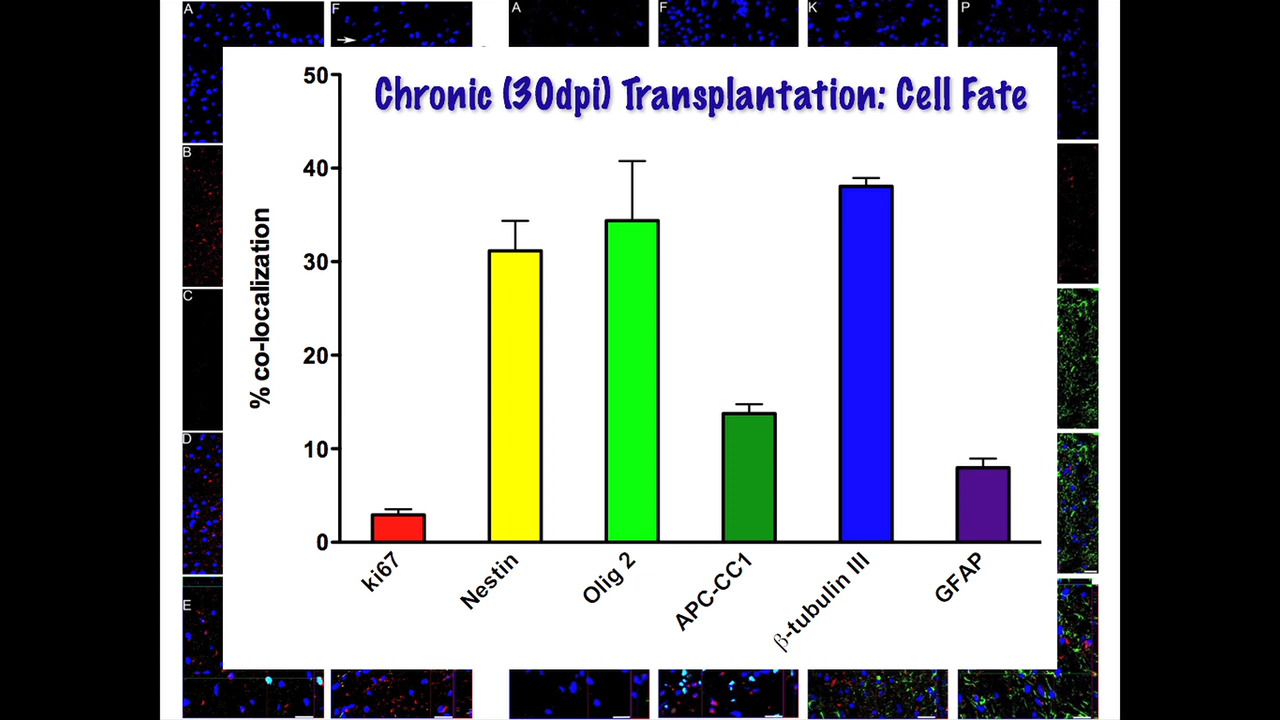 A
F
A
F
K
P
B
C
D
E
Chronic (30dpi) Transplantation: Cell Fate
50
40
30
20
10
0
% co-localization
ki67
Nestin
Olig 2
APC-CC1
β-tubulin III
GFAP